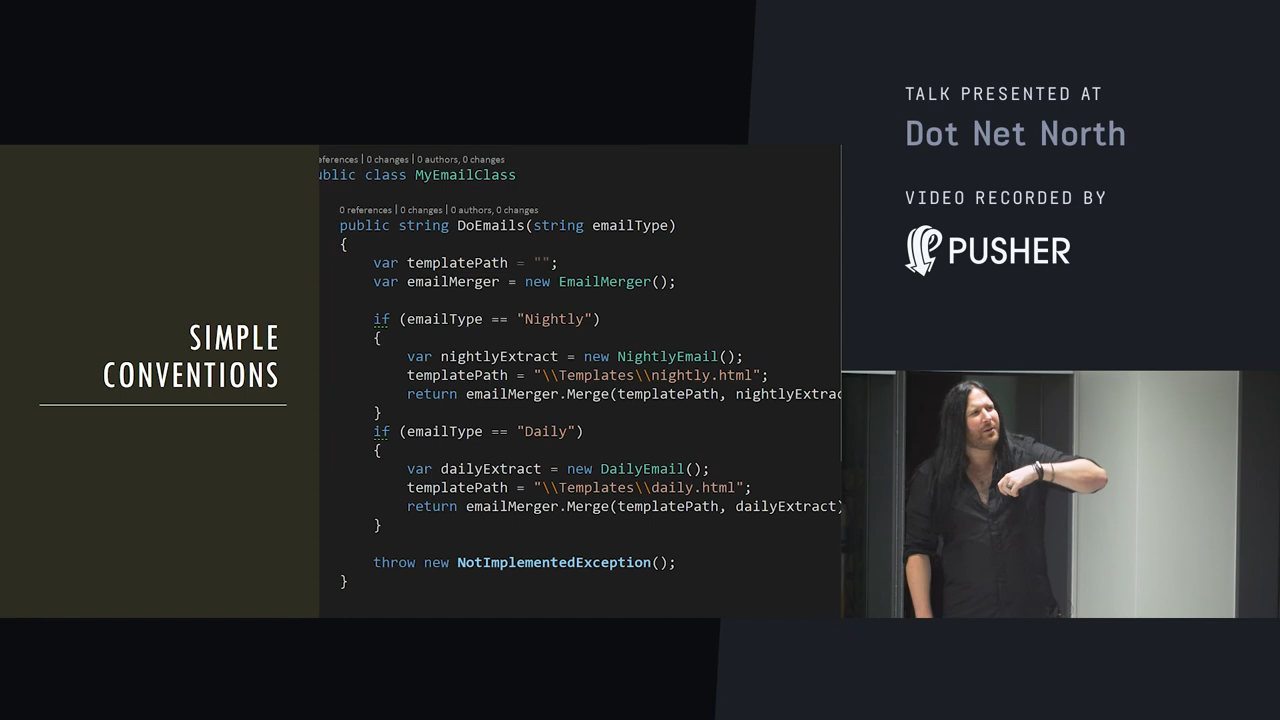 SIMPLE
CONVENTIONS
eferences | 0 changes | 0 authors, 0 changes
ublic class MyEmailClass
0 references | 0 changes | 0 authors, 0 changes
public string DoEmails(string emailType)
{
var templatePath = "";
var emailMerger = new EmailMerger();
if (emailType == "Nightly")
{
var nightlyExtract = new NightlyEmail();
templatePath = "\\Templates\\nightly.html";
return emailMerger.Merge(templatePath, nightlyExtrac
}
if (emailType == "Daily")
{
var dailyExtract = new DailyEmail();
templatePath = "\\Templates\\daily.html";
return emailMerger.Merge(templatePath, dailyExtract)
}
throw new NotImplementedException();
}
TALK PRESENTED AT
Dot Net North
VIDEO RECORDED BY
PUSHER